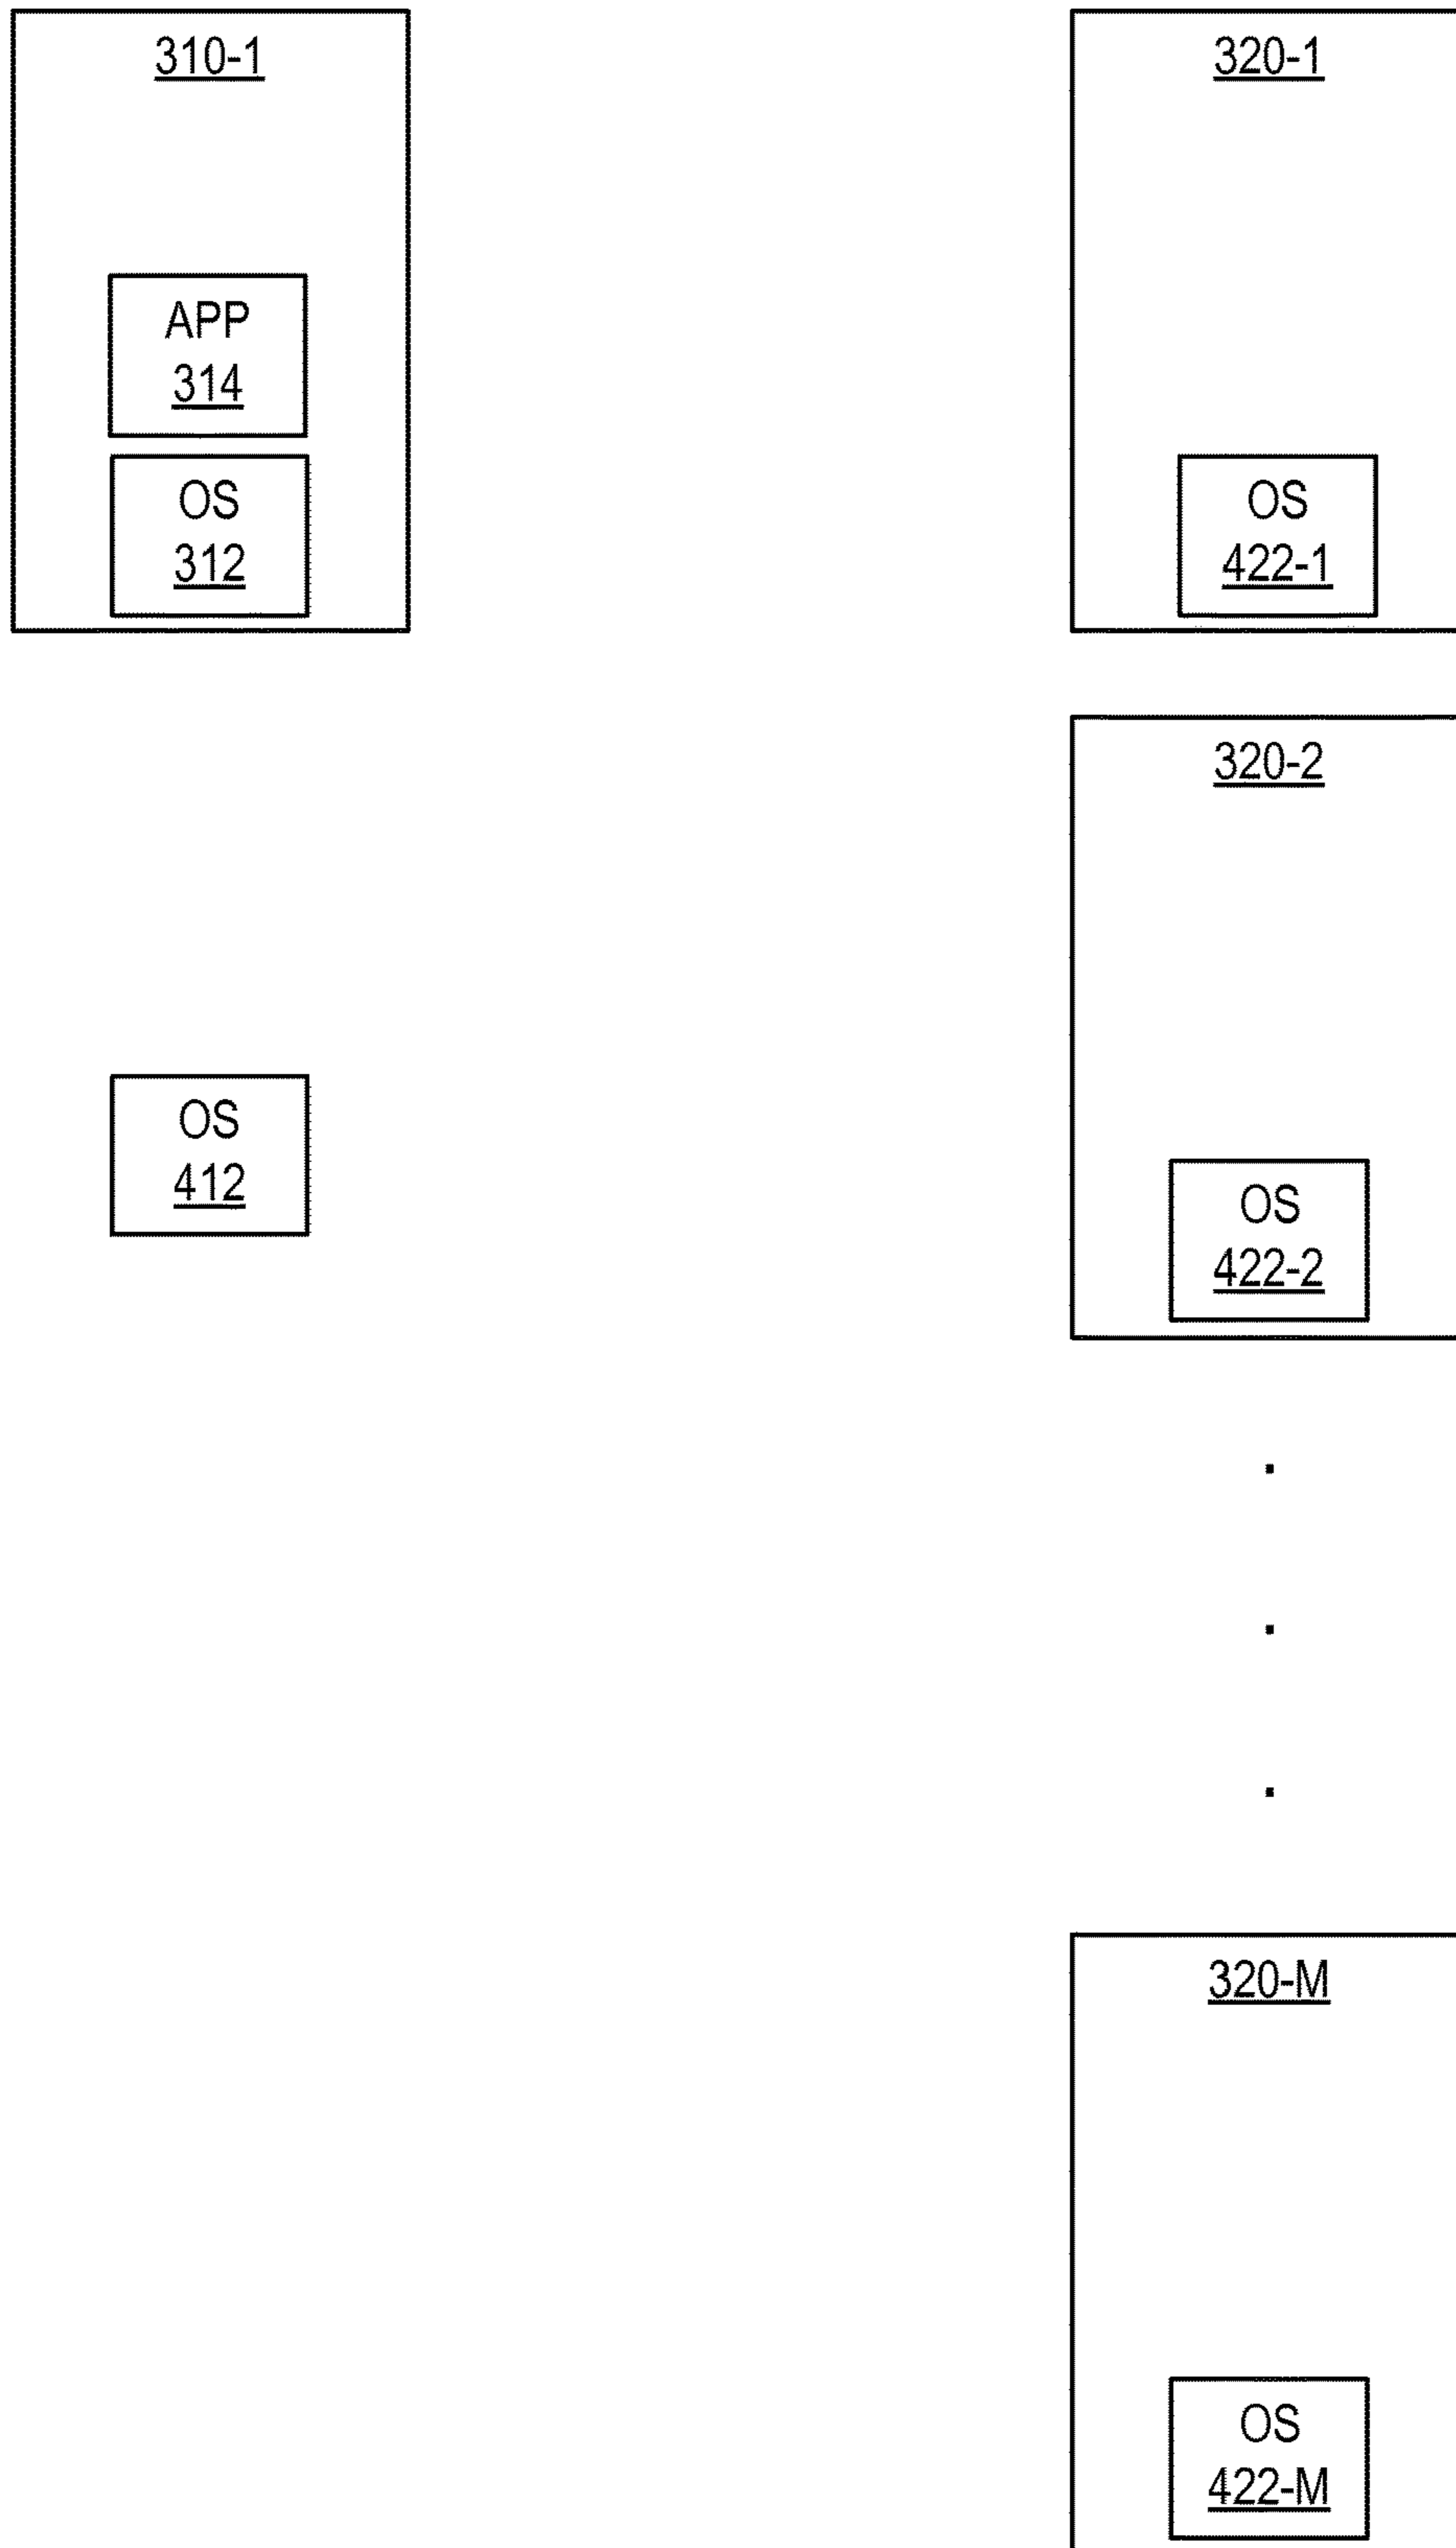 310-1
APP
314
OS
312
320-1
OS
422-1
320-2
OS
412
OS
422-2
.
.
.
320-M
OS
422-M